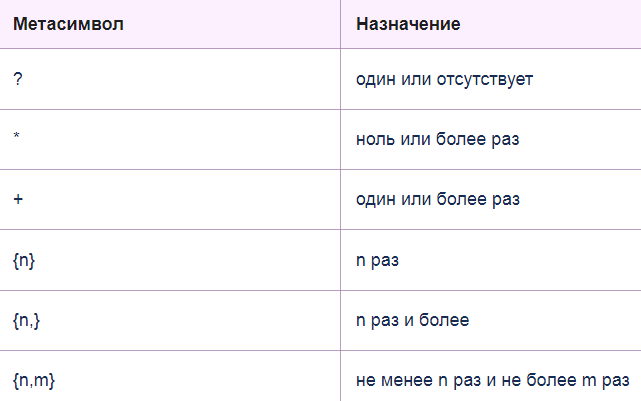 Метасимвол Назначение
? один или отсутствует
* ноль или более раз
+ один или более раз
{n} n раз
{n,} n раз и более
{n,m} не менее n раз и не более m раз